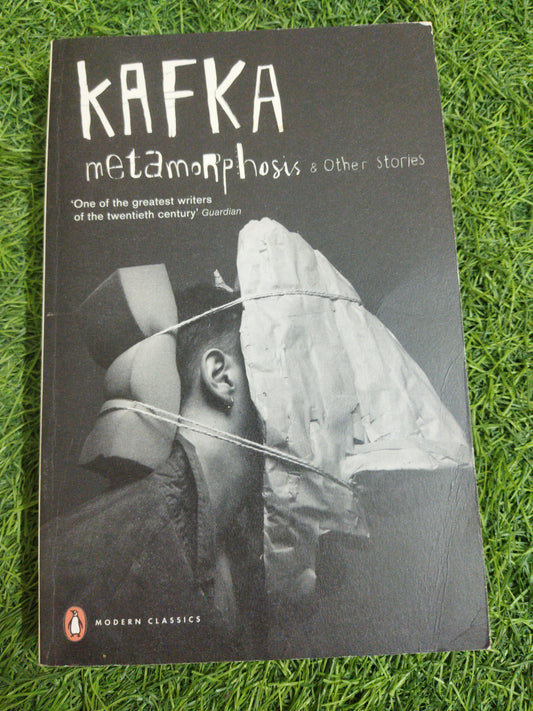 KAFKA
metamorphosis & Other Stories
'One of the greatest writers
of the twentieth century' Guardian
MODERN CLASSICS